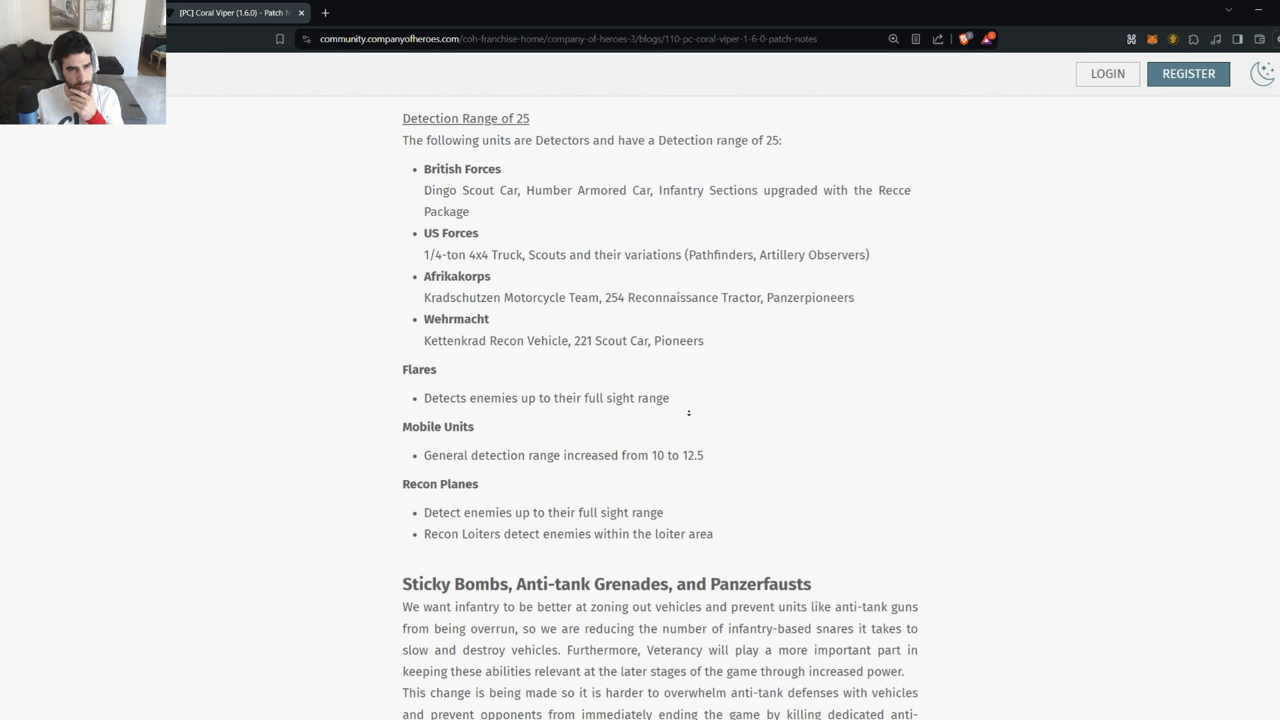 [PC] Coral Viper (1.6.0) - Patch N
community.companyofheroes.com/coh-franchise-home/company-of-heroes-3/blogs/110-pc-coral-viper-1-6-0-patch-notes
LOGIN
REGISTER
Detection Range of 25
The following units are Detectors and have a Detection range of 25:
British Forces
Dingo Scout Car, Humber Armored Car, Infantry Sections upgraded with the Recce
Package
US Forces
1/4-ton 4x4 Truck, Scouts and their variations (Pathfinders, Artillery Observers)
Afrikakorps
Kradschutzen Motorcycle Team, 254 Reconnaissance Tractor, Panzerpioneers
Wehrmacht
Kettenkrad Recon Vehicle, 221 Scout Car, Pioneers
Flares
Detects enemies up to their full sight range
Mobile Units
General detection range increased from 10 to 12.5
Recon Planes
Detect enemies up to their full sight range
Recon Loiters detect enemies within the loiter area
Sticky Bombs, Anti-tank Grenades, and Panzerfausts
We want infantry to be better at zoning out vehicles and prevent units like anti-tank guns
from being overrun, so we are reducing the number of infantry-based snares it takes to
slow and destroy vehicles. Furthermore, Veterancy will play a more important part in
keeping these abilities relevant at the later stages of the game through increased power.
This change is being made so it is harder to overwhelm anti-tank defenses with vehicles
and prevent opponents from immediately ending the game by killing dedicated anti-